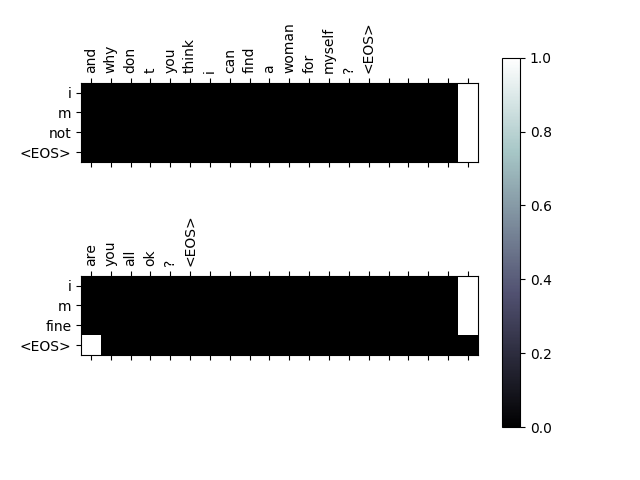 and why don t you think i can find a woman for myself ? <EOS>
i
m
not
<EOS>
are you all ok ? <EOS>
i
m
fine
<EOS>
1.0
0.8
0.6
0.4
0.2
0.0